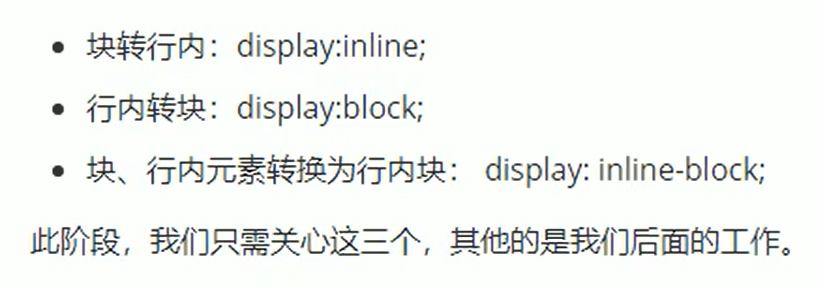 块转行内：display:inline;
行内转块：display:block;
块、行内元素转换为行内块： display: inline-block;
此阶段，我们只需关心这三个，其他的是我们后面的工作。